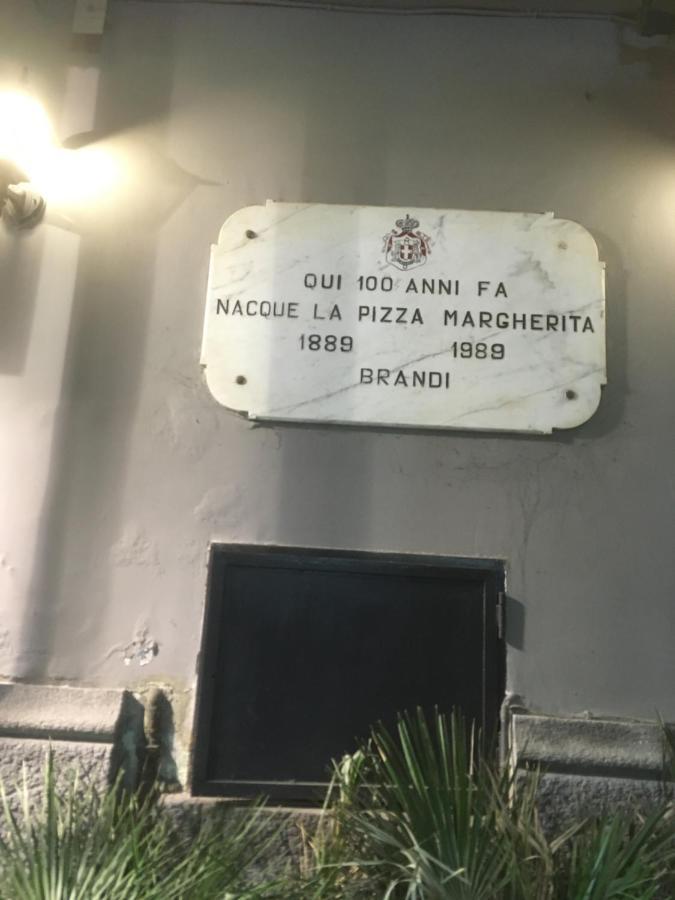 QUI 100 ANNI FA
NACQUE LA PIZZA MARGHERITA
1889 1989
BRANDI